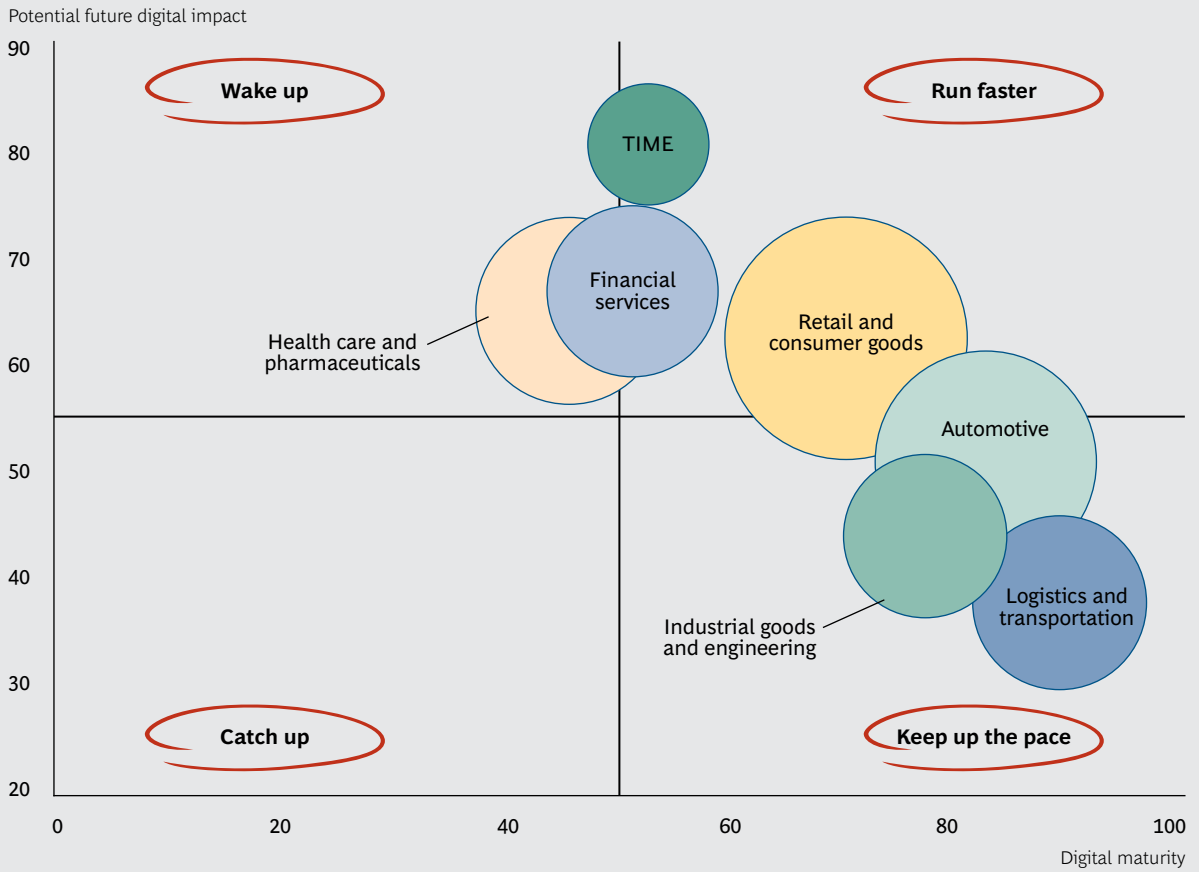 Potential future digital impact
90
Wake up
Run faster
80
TIME
70
Financial
services
Health care and
pharmaceuticals
Retail and
consumer goods
60
Automotive
50
40
Logistics and
transportation
Industrial goods
and engineering
30
Catch up
Keep up the pace
20
0
20
40
60
80
100
Digital maturity